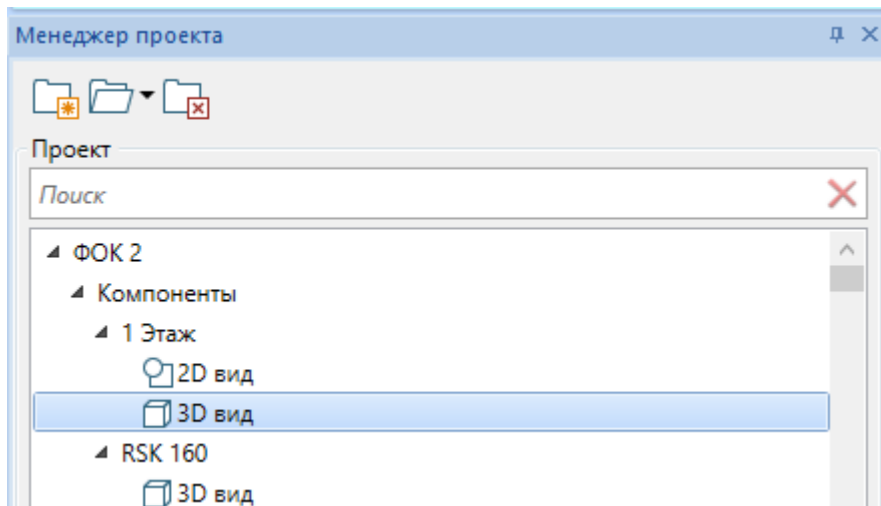 Менеджер проекта
Проект
Поиск
ФОК 2
Компоненты
1 Этаж
2D вид
3D вид
RSK 160
3D вид